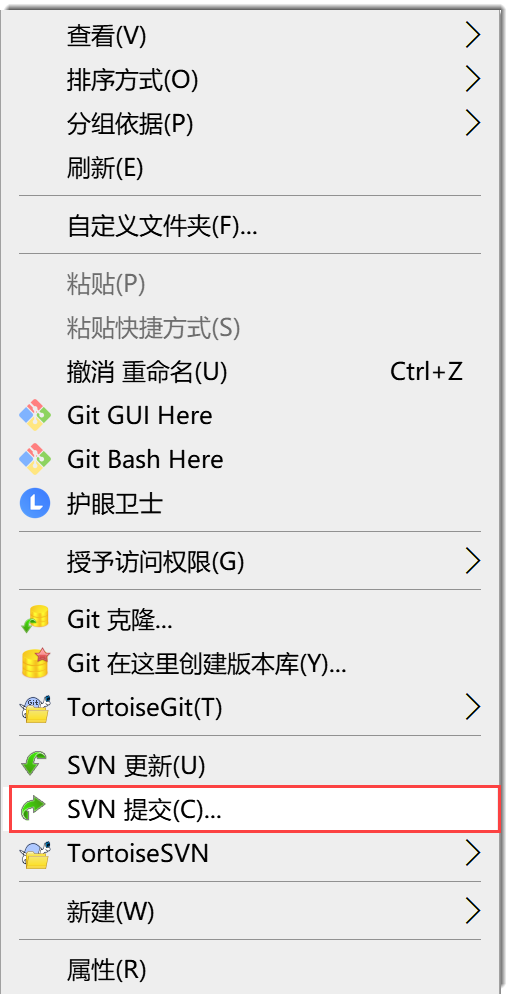 查看(V)
排序方式(O)
分组依据(P)
刷新(E)
自定义文件夹(F)...
粘贴(P)
粘贴快捷方式(S)
撤消 重命名(U) Ctrl+Z
Git GUI Here
Git Bash Here
护眼卫士
授予访问权限(G)
Git 克隆...
Git 在这里创建版本库(Y)...
TortoiseGit(T)
SVN 更新(U)
SVN 提交(C)...
TortoiseSVN
新建(W)
属性(R)